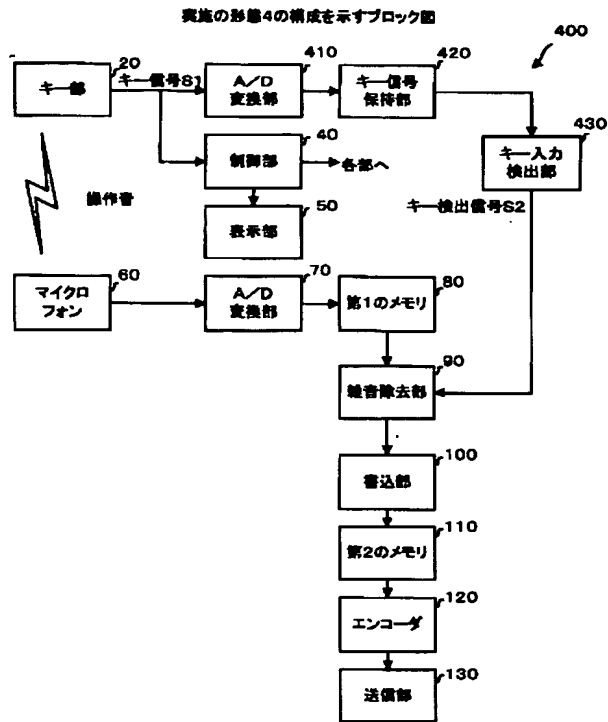 実施の形態4の構成を示すブロック図
400
20
キー部
キー信号S1
410
A/D
変換部
420
キー信号
保持部
430
キー入力
検出部
40
制御部
各部へ
操作音
50
表示部
キー検出信号S2
60
マイクロ
フォン
70
A/D
変換部
80
第1のメモリ
90
雑音除去部
100
書込部
110
第2のメモリ
120
エンコーダ
130
送信部